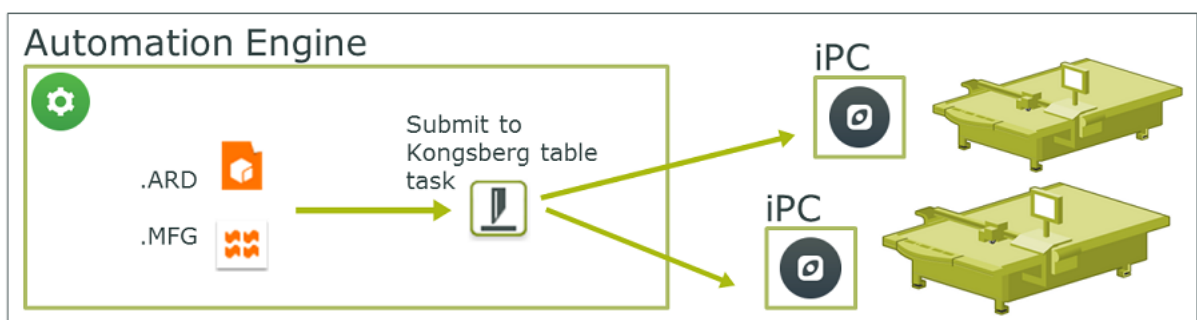 Automation Engine
iPC
Submit to
Kongsberg table
task
.ARD
.MFG
iPC